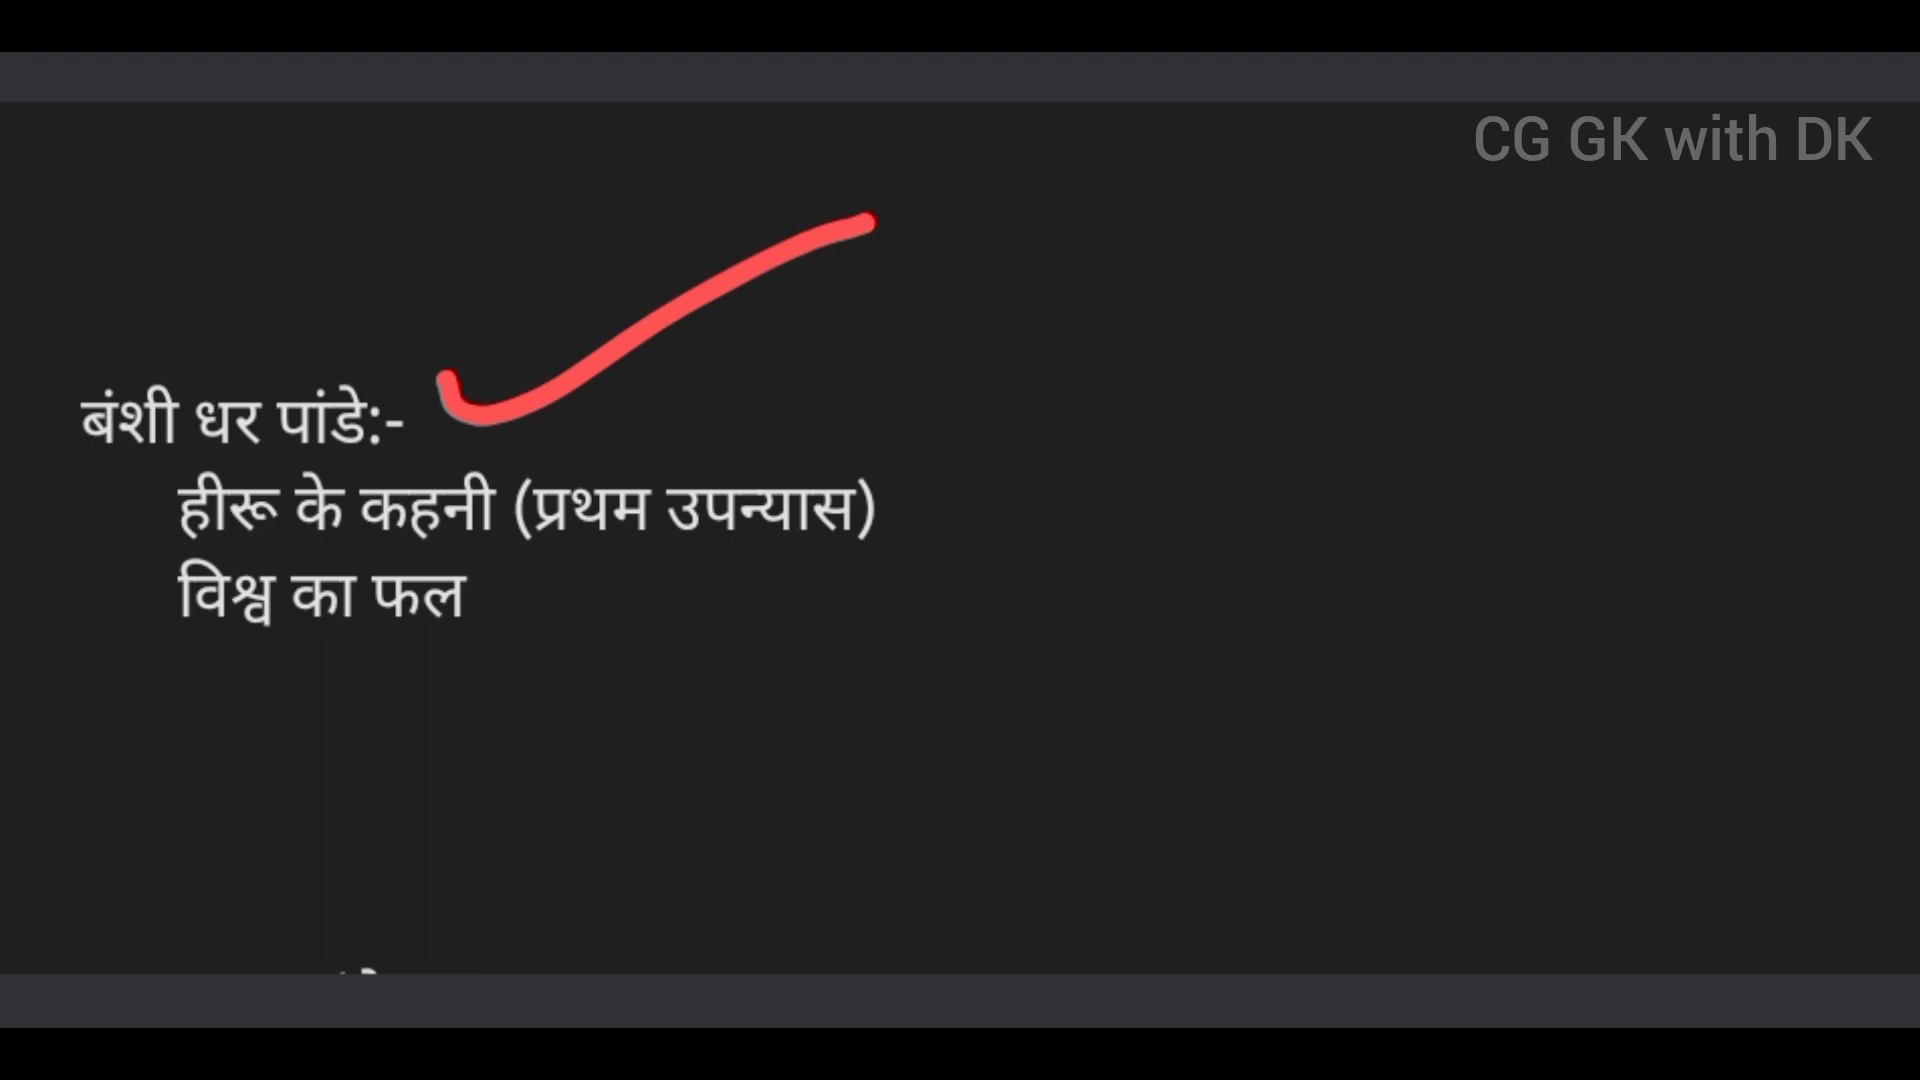 CG GK with DK
बंशी धर पांडे:-
हीरू के कहनी (प्रथम उपन्यास)
विश्व का फल